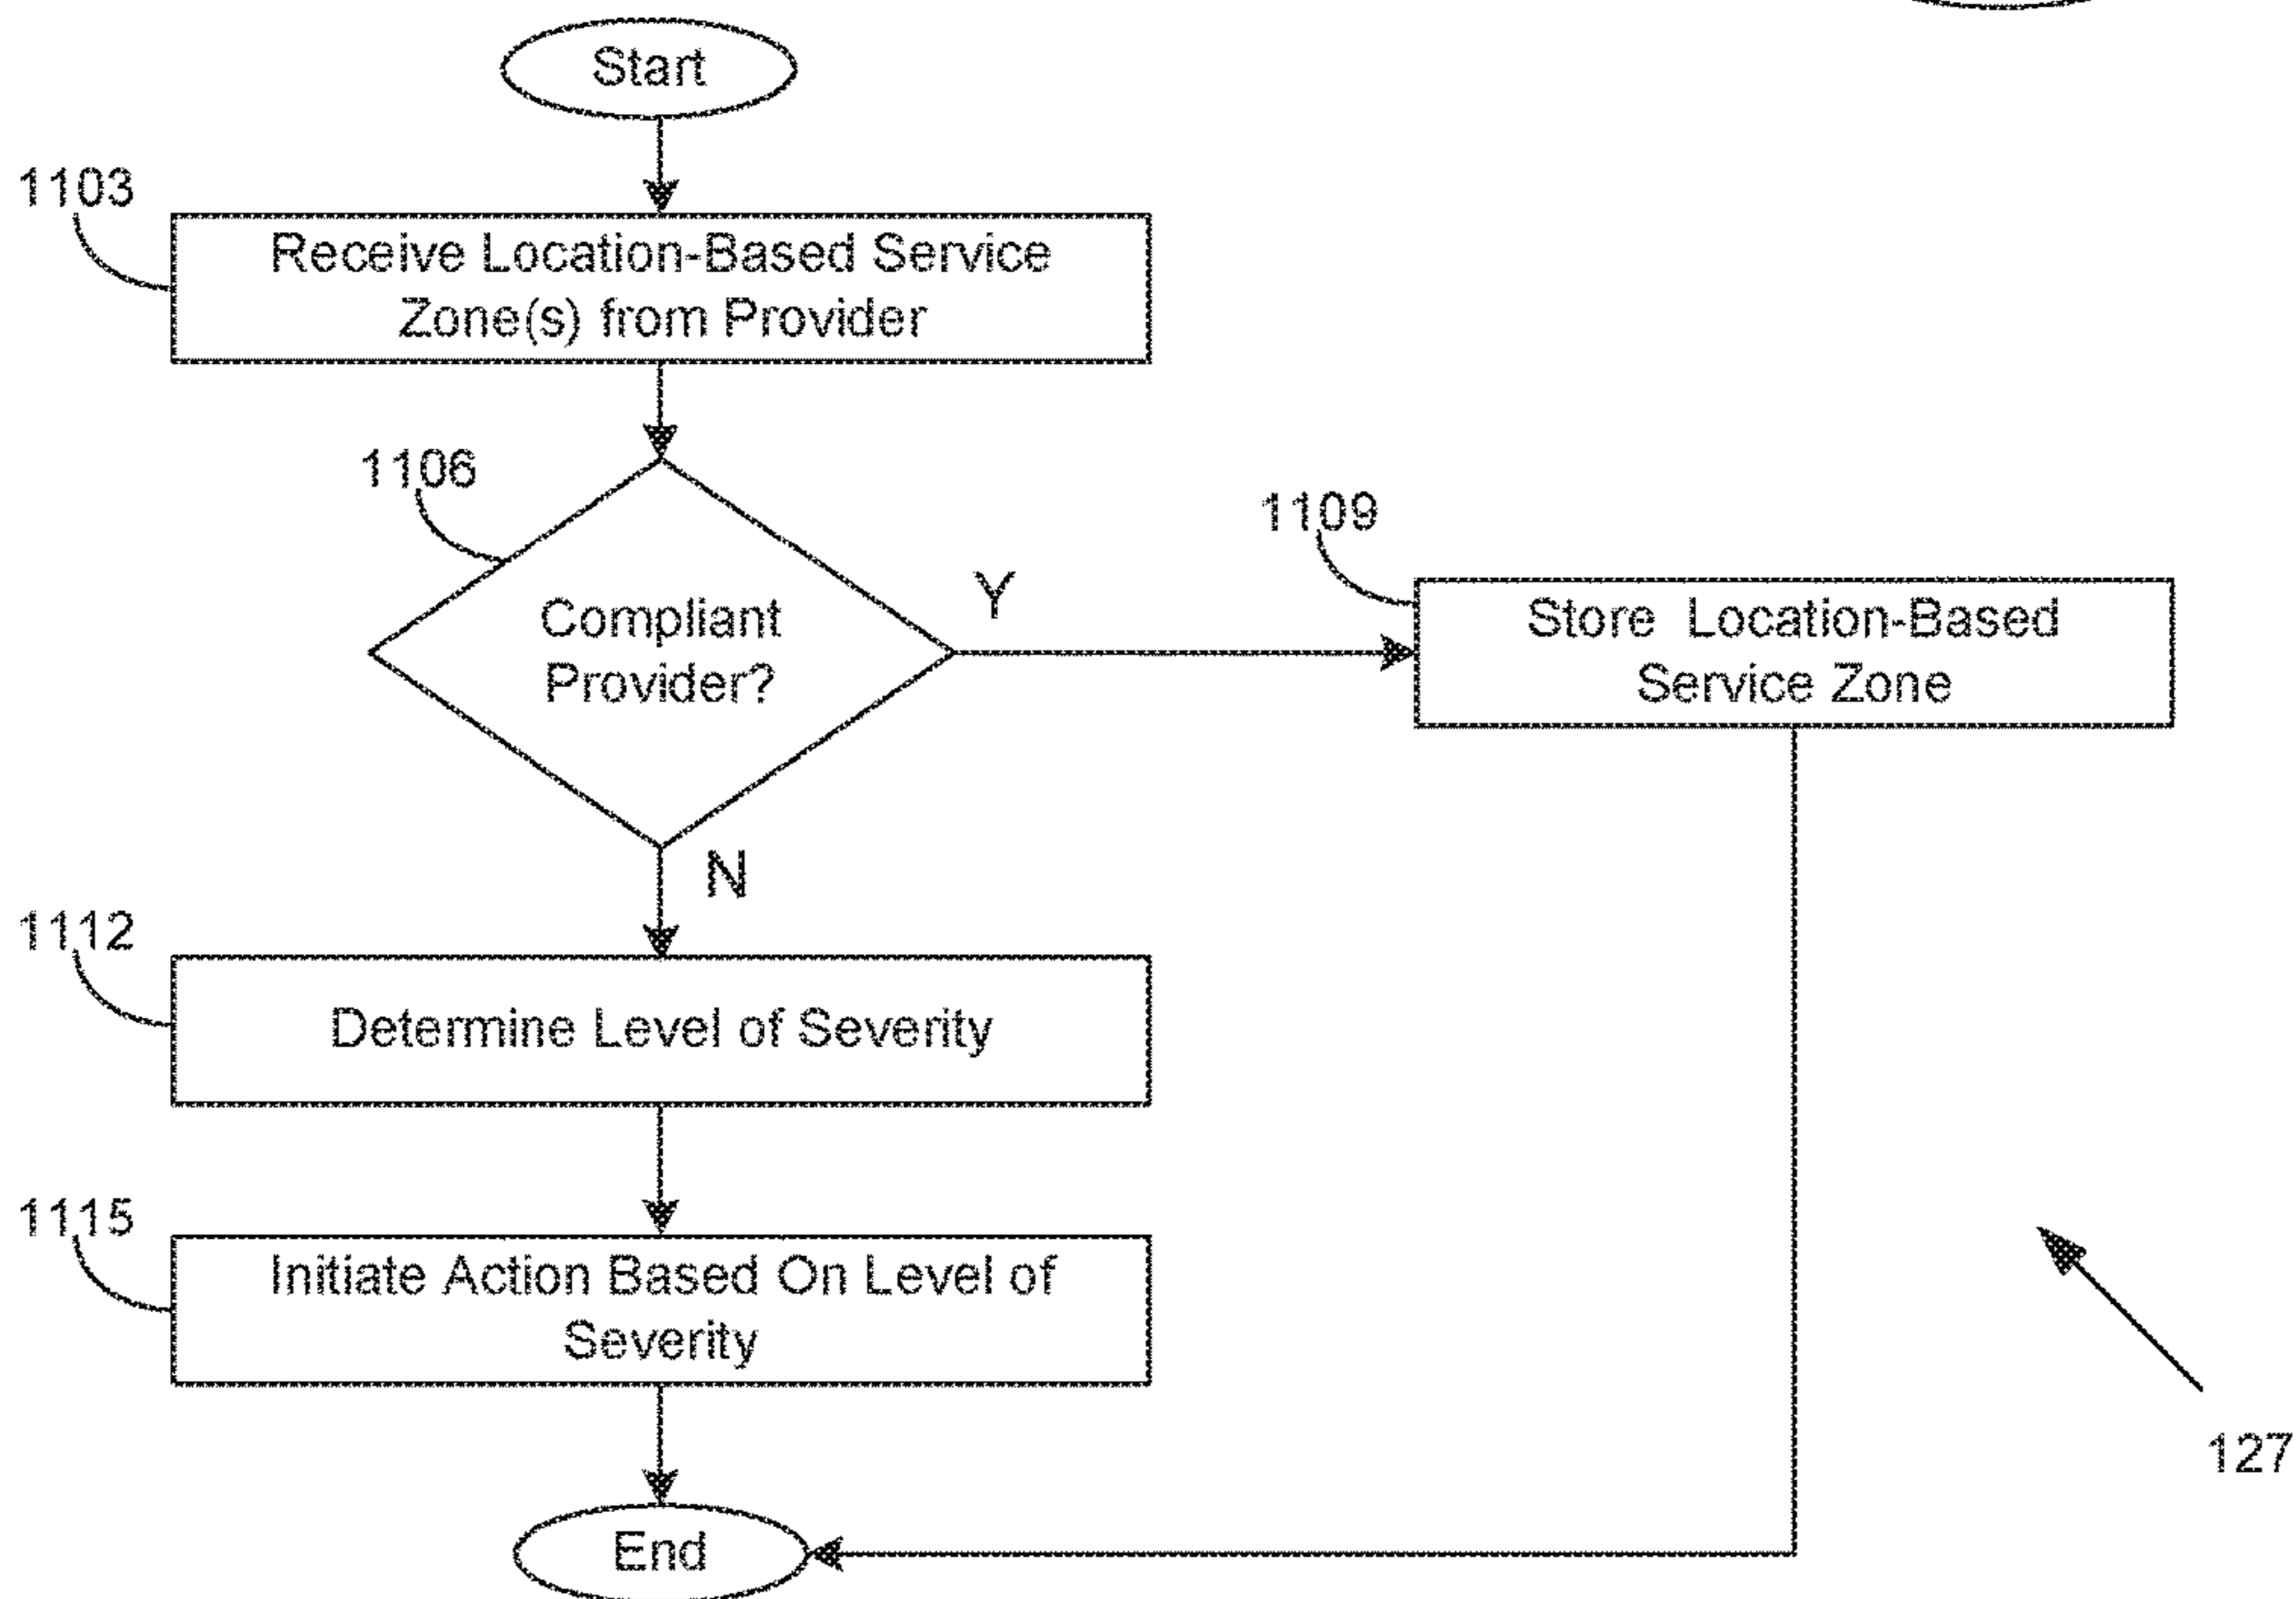 Start
1103
Receive Location-Based Service
Zone(s) from Provider
1106
Compliant
Provider?
Y
1109
Store Location-Based
Service Zone
N
1112
Determine Level of Severity
1115
Initiate Action Based On Level of
Severity
127
End